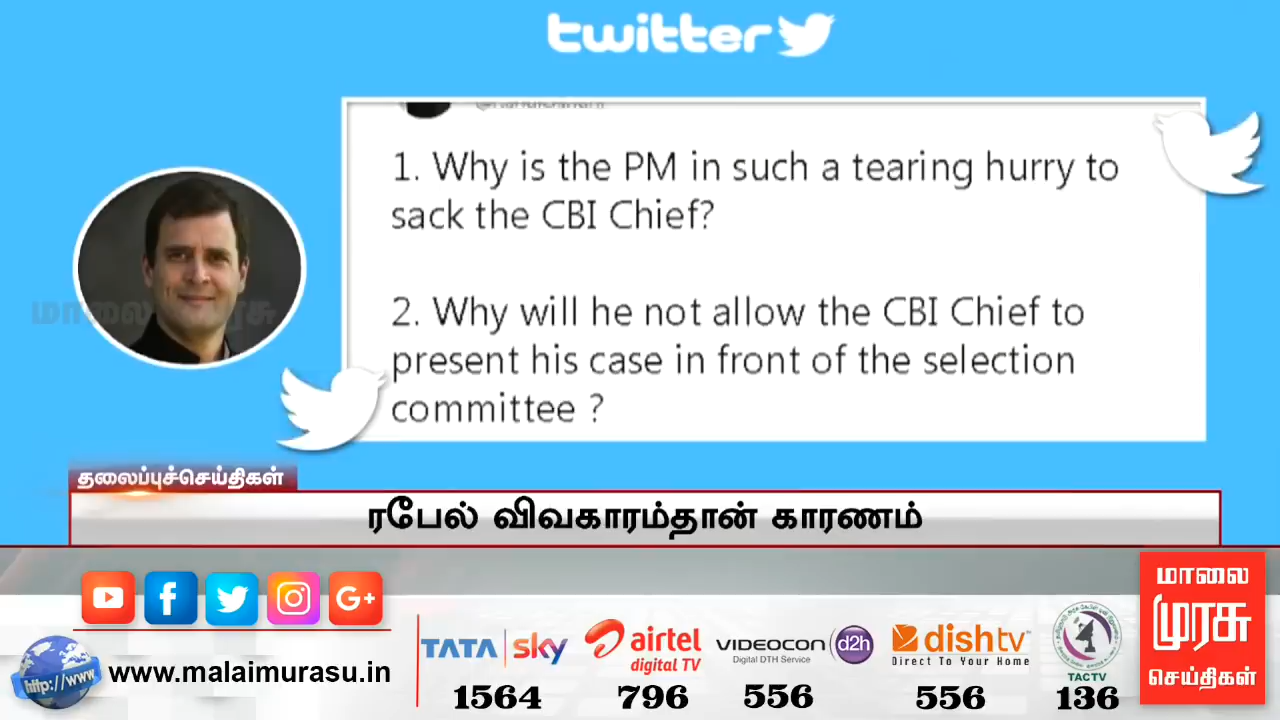 twitter
1. Why is the PM in such a tearing hurry to
sack the CBI Chief?
2. Why will he not allow the CBI Chief to
present his case in front of the selection
committee ?
தலைப்புச்செய்திகள்
ரபேல் விவகாரம்தான் காரணம்
மாலை
முரசு
செய்திகள்
G+
http://www
www.malaimurasu.in
TATA sky
1564
airtel
digital TV
796
VIDEOCON d2h
Digital DTH Service
556
dishtv
Direct To Your Home
556
TACTV
136